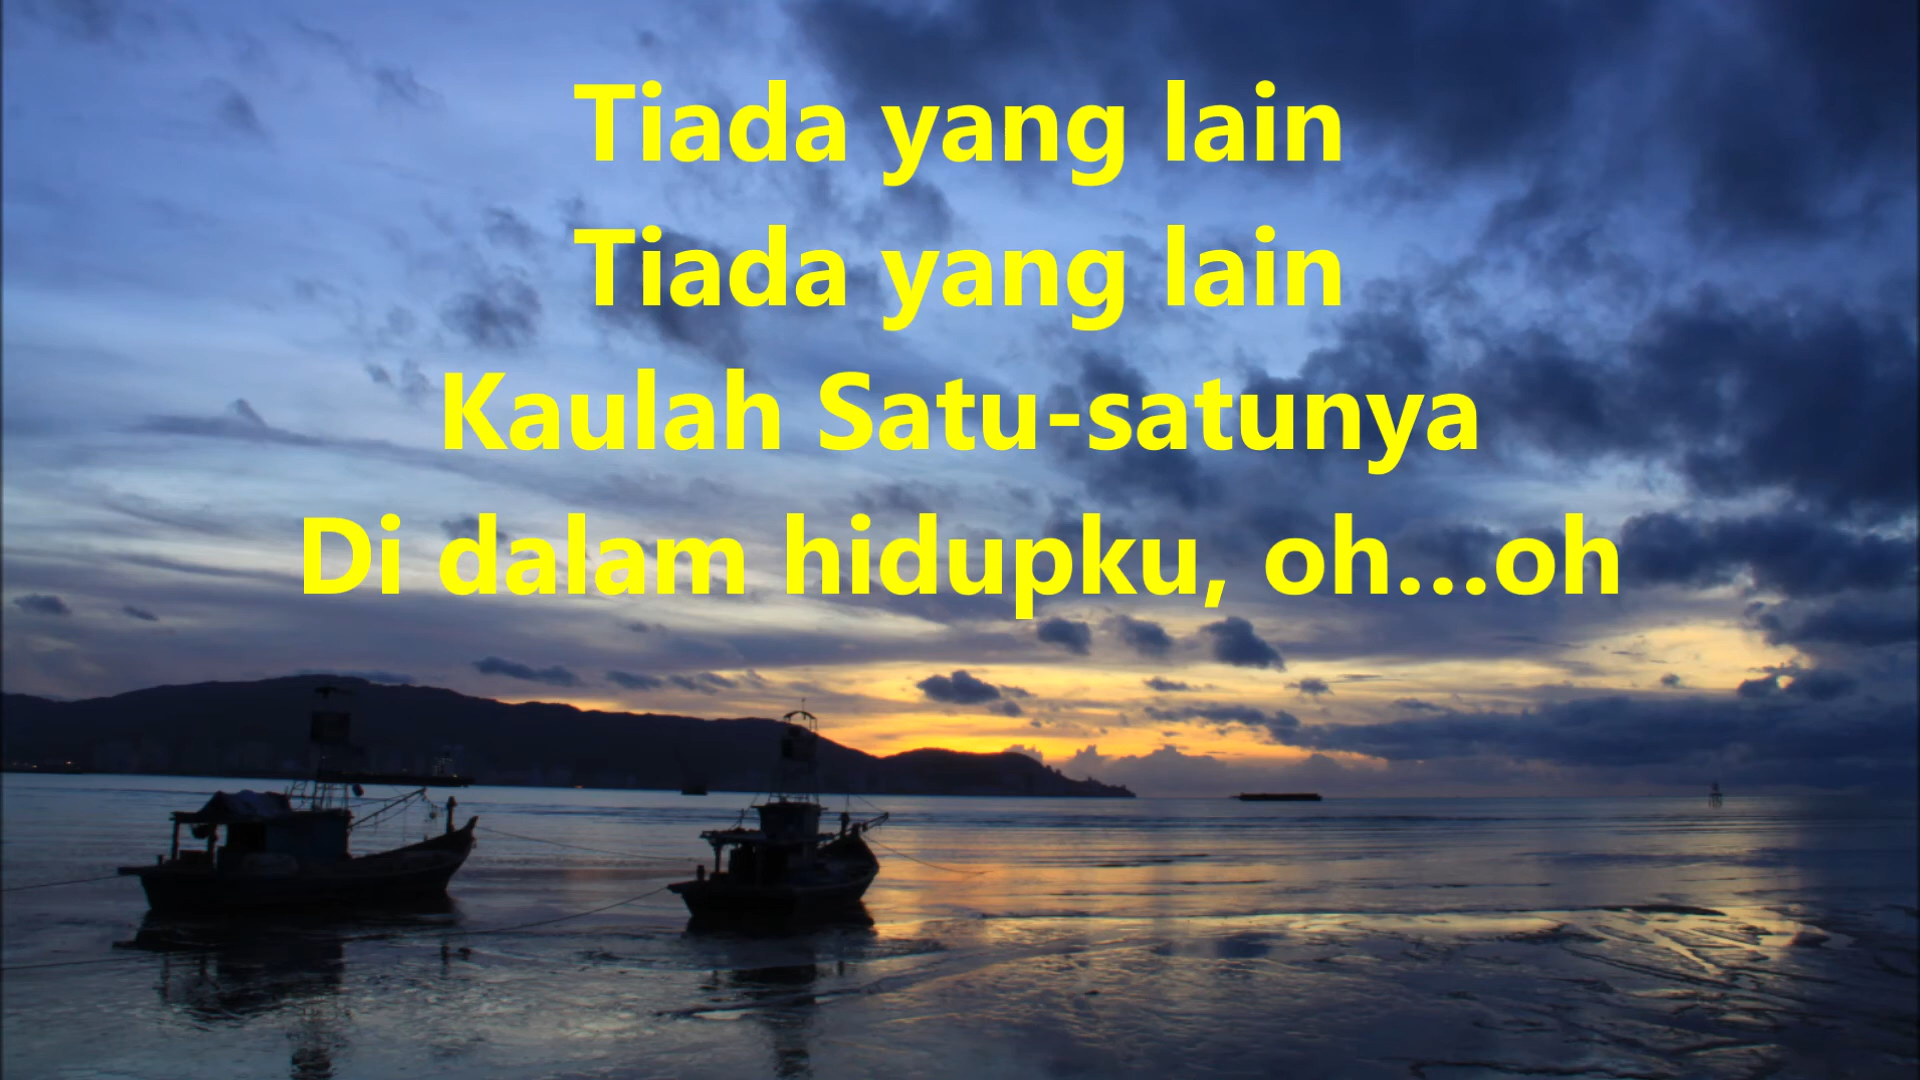 Tiada yang lain
Tiada yang lain
Kaulah Satu-satunya
Di dalam hidupku, oh...oh